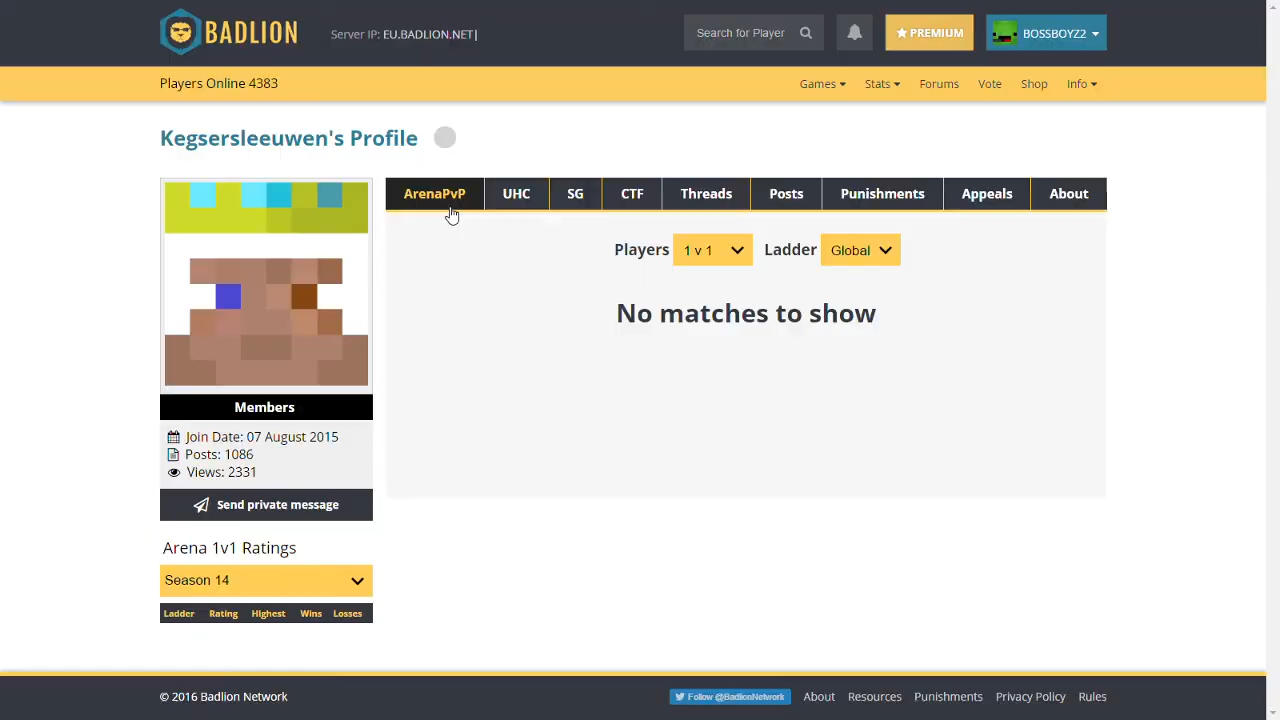 BADLION
Server IP: EU.BADLION.NET|
Search for Player
PREMIUM
BOSSBOYZ2
Players Online 4383
Games
Stats
Forums
Vote
Shop
Info
Kegsersleeuwen's Profile
ArenaPvP
UHC
SG
CTF
Threads
Posts
Punishments
Appeals
About
Players
1 v 1
Ladder
Global
No matches to show
Members
Join Date: 07 August 2015
Posts: 1086
Views: 2331
Send private message
Arena 1v1 Ratings
Season 14
Ladder Rating Highest Wins Losses
© 2016 Badlion Network
Follow @BadlionNetwork
About
Resources
Punishments
Privacy Policy
Rules